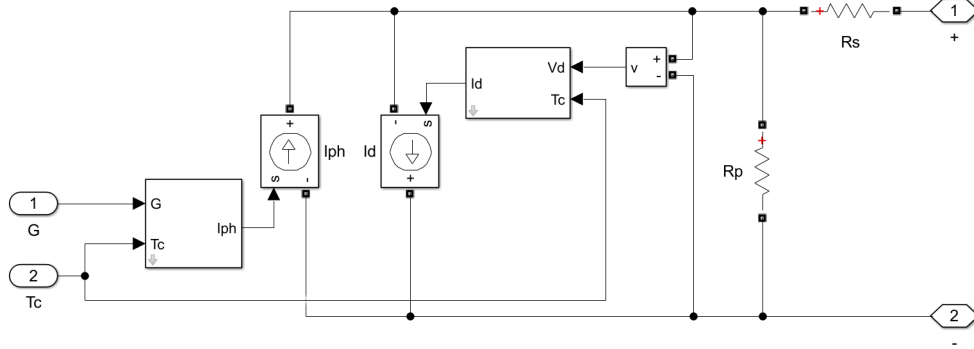 1
+
Rs
Vd
Id
Tc
v
+
-
s
+
Iph
s
-
Id
-
s
+
Rp
+
+
1
G
G
Iph
Tc
2
Tc
2
-